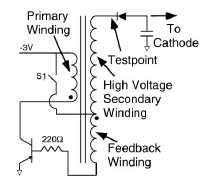 Primary
Winding
-3V
S1
To
Cathode
Testpoint
High Voltage
Secondary
Winding
220Ω
Feedback
Winding